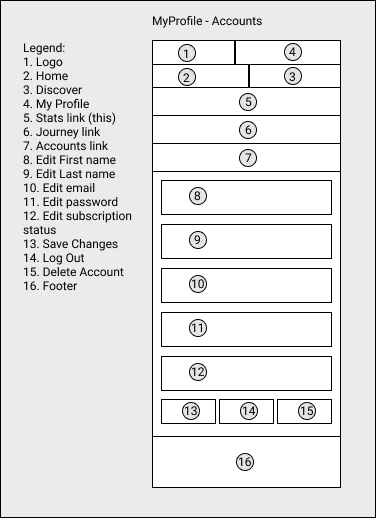 MyProfile - Accounts
Legend:
1. Logo
2. Home
3. Discover
4. My Profile
5. Stats link (this)
6. Journey link
7. Accounts link
8. Edit First name
9. Edit Last name
10. Edit email
11. Edit password
12. Edit subscription
status
13. Save Changes
14. Log Out
15. Delete Account
16. Footer
1 4
2 3
5
6
7
8
9
10
11
12
13 14 15
16